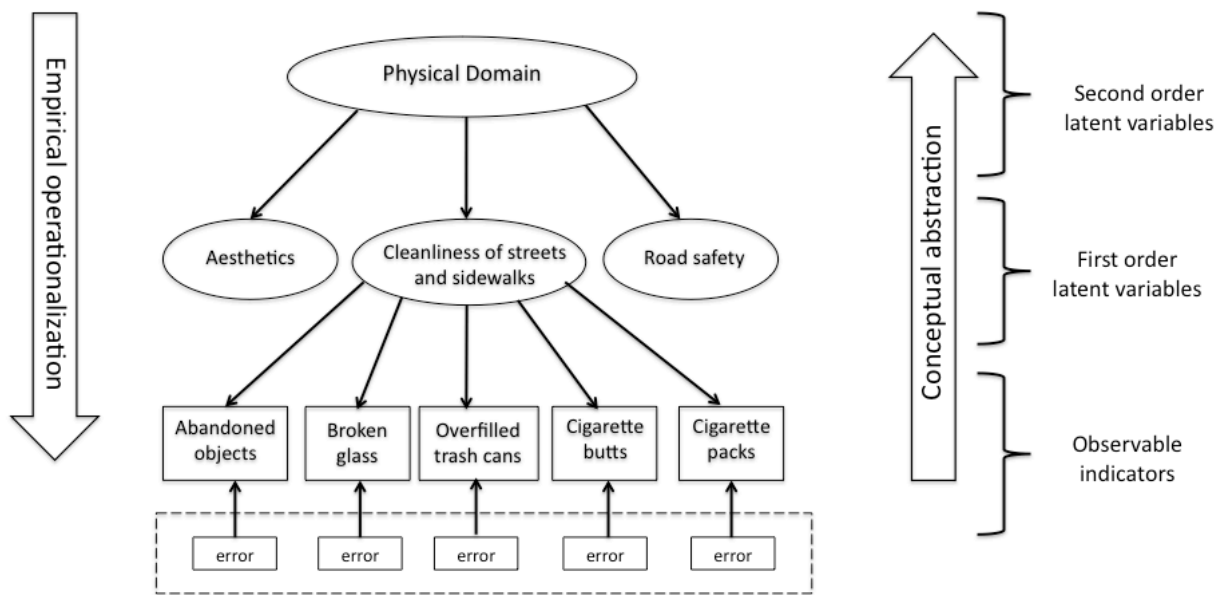 Empirical operationalization
Physical Domain
Conceptual abstraction
Second order
latent variables
Aesthetics
Cleanliness of streets
and sidewalks
Road safety
First order
latent variables
Abandoned
objects
Broken
glass
Overfilled
trash cans
Cigarette
butts
Cigarette
packs
Observable
indicators
error
error
error
error
error